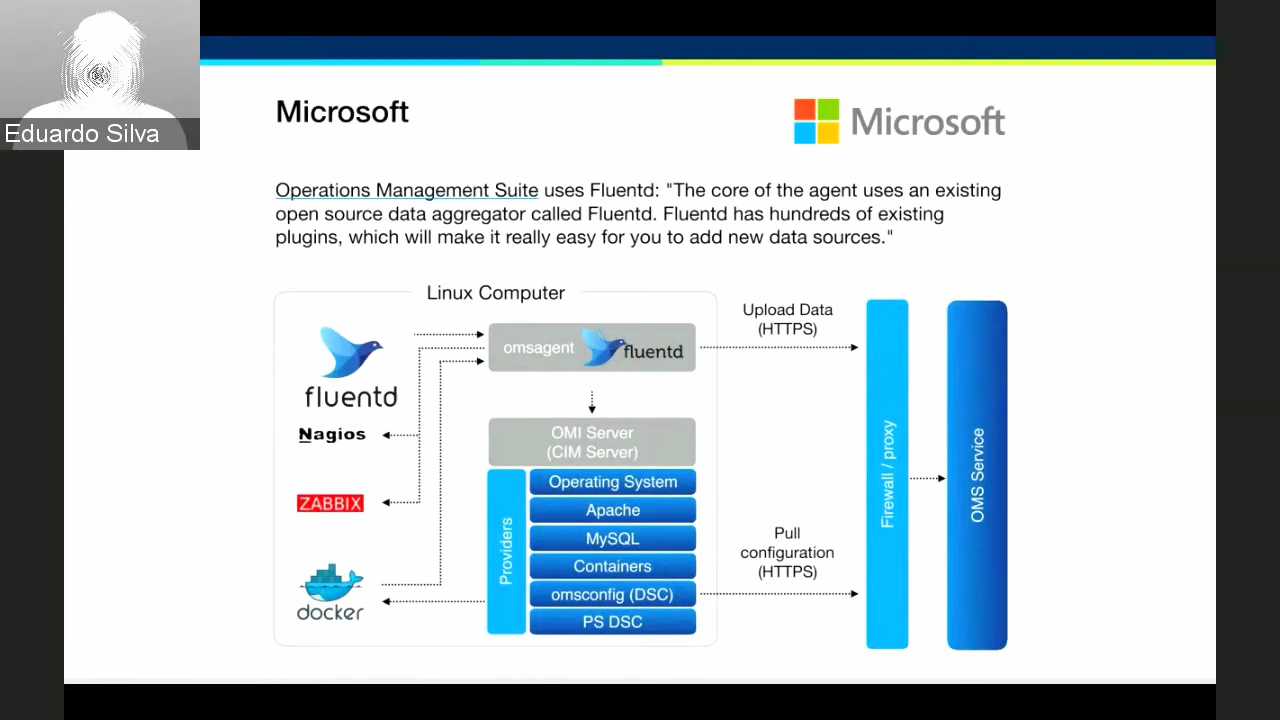 Eduardo Silva
Microsoft
Microsoft
Operations Management Suite uses Fluentd: "The core of the agent uses an existing
open source data aggregator called Fluentd. Fluentd has hundreds of existing
plugins, which will make it really easy for you to add new data sources."
Linux Computer
fluentd
Nagios
ZABBIX
docker
omsagent fluentd
OMI Server
(CIM Server)
Providers
Operating System
Apache
MySQL
Containers
omsconfig (DSC)
PS DSC
Upload Data
(HTTPS)
Pull
configuration
(HTTPS)
Firewall / proxy
OMS Service